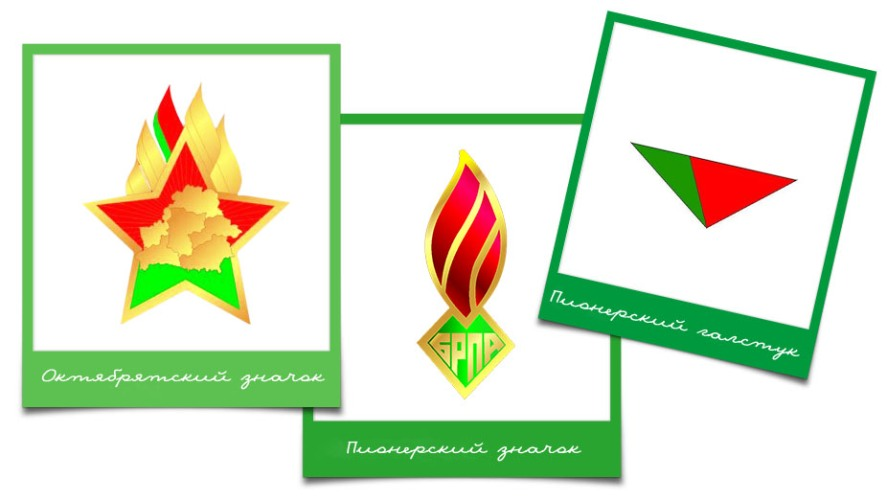 Октябрятский значок
БРПО
Пионерский значок
Пионерский галстук